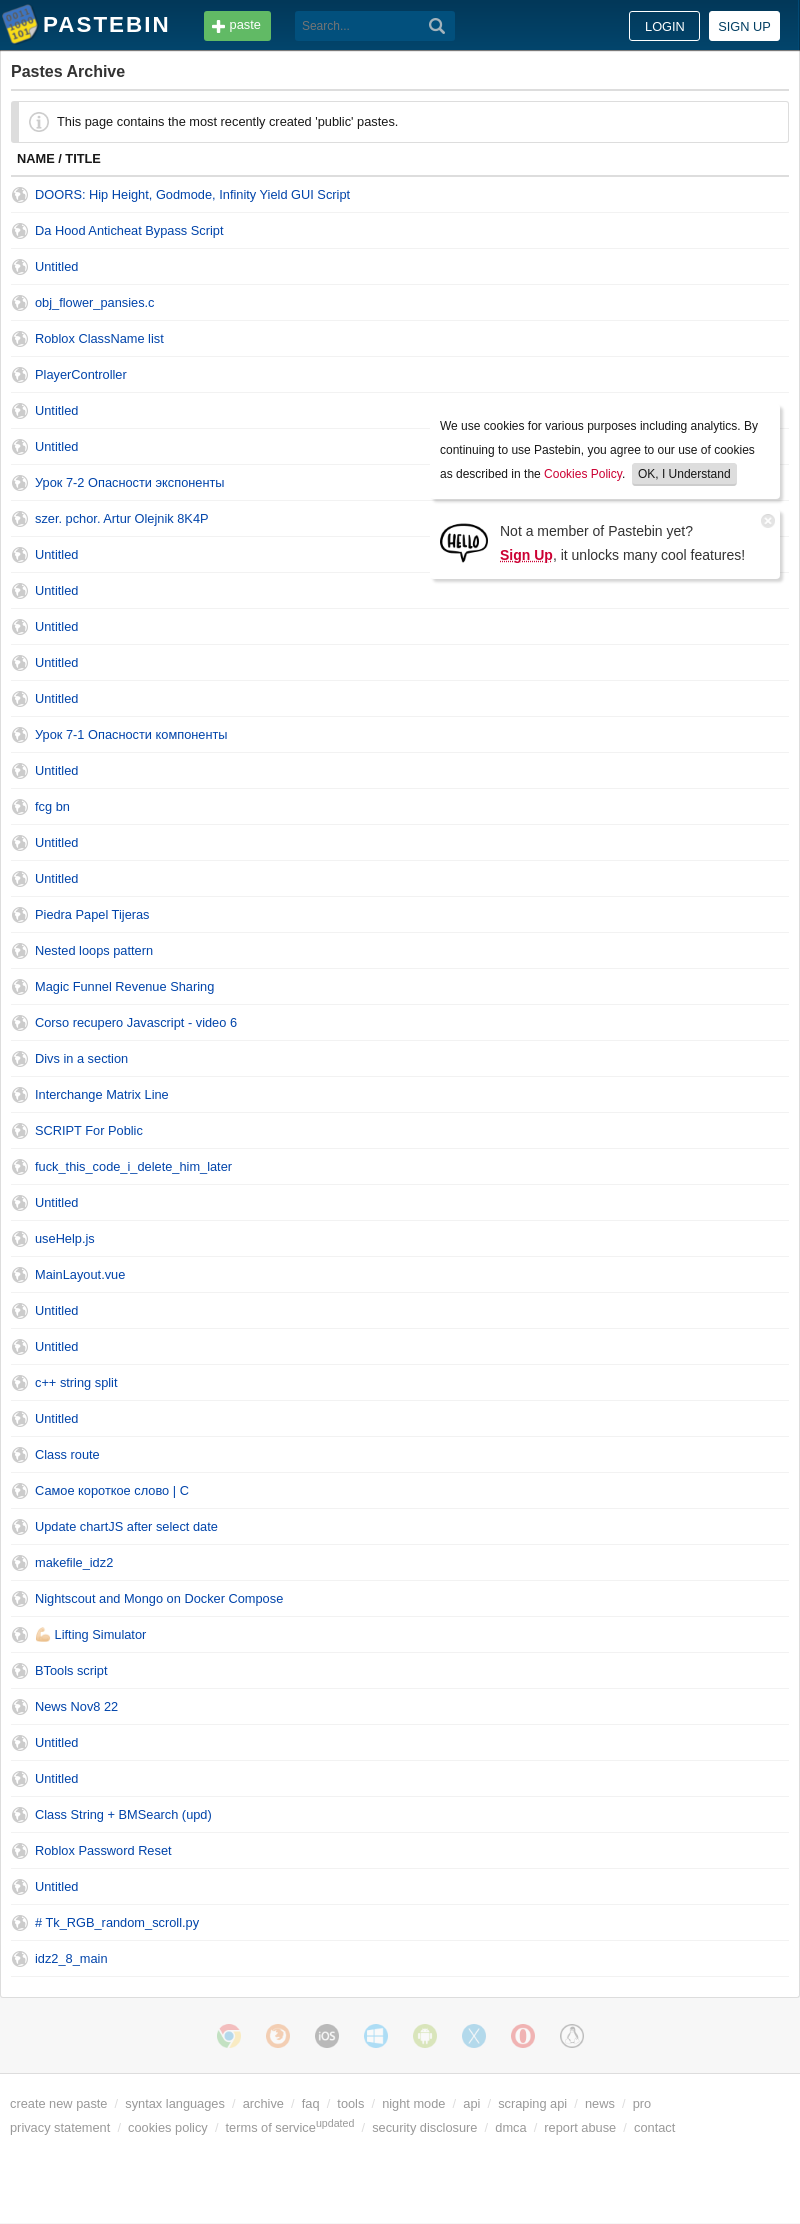 PASTEBIN
paste
Search...
LOGIN
SIGN UP
Pastes Archive
This page contains the most recently created 'public' pastes.
NAME / TITLE
DOORS: Hip Height, Godmode, Infinity Yield GUI Script
Da Hood Anticheat Bypass Script
Untitled
obj_flower_pansies.c
Roblox ClassName list
PlayerController
Untitled
Untitled
Урок 7-2 Опасности экспоненты
szer. pchor. Artur Olejnik 8K4P
Untitled
We use cookies for various purposes including analytics. By
continuing to use Pastebin, you agree to our use of cookies
as described in the Cookies Policy. OK, I Understand
Not a member of Pastebin yet?
Sign Up, it unlocks many cool features!
HELLO
Untitled
Untitled
Untitled
Untitled
Урок 7-1 Опасности компоненты
Untitled
fcg bn
Untitled
Untitled
Piedra Papel Tijeras
Nested loops pattern
Magic Funnel Revenue Sharing
Corso recupero Javascript - video 6
Divs in a section
Interchange Matrix Line
SCRIPT For Poblic
fuck_this_code_i_delete_him_later
Untitled
useHelp.js
MainLayout.vue
Untitled
Untitled
c++ string split
Untitled
Class route
Самое короткое слово | C
Update chartJS after select date
makefile_idz2
Nightscout and Mongo on Docker Compose
💪🏻 Lifting Simulator
BTools script
News Nov8 22
Untitled
Untitled
Class String + BMSearch (upd)
Roblox Password Reset
Untitled
# Tk_RGB_random_scroll.py
idz2_8_main
iOS
create new paste / syntax languages / archive / faq / tools / night mode / api / scraping api / news / pro
privacy statement / cookies policy / terms of service updated / security disclosure / dmca / report abuse / contact